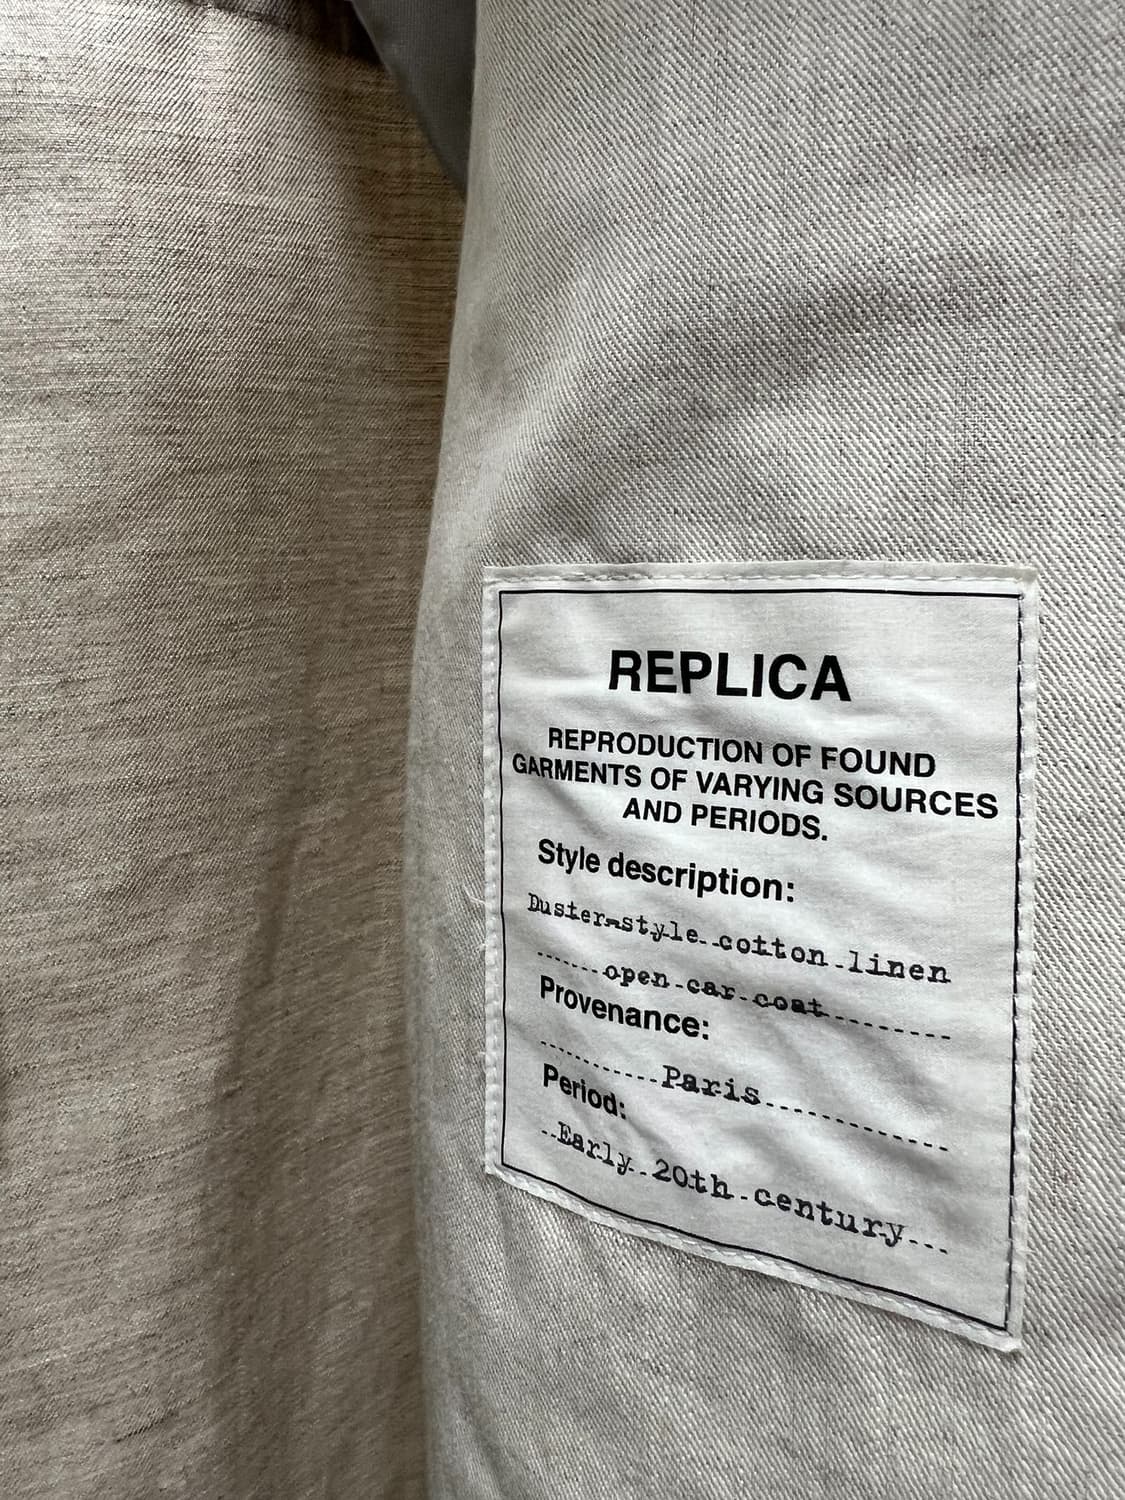 REPLICA
REPRODUCTION OF FOUND
GARMENTS OF VARYING SOURCES
AND PERIODS.
Style description:
Duster-style cotton linen
open car coat
Provenance:
Paris
Period:
Early 20th century